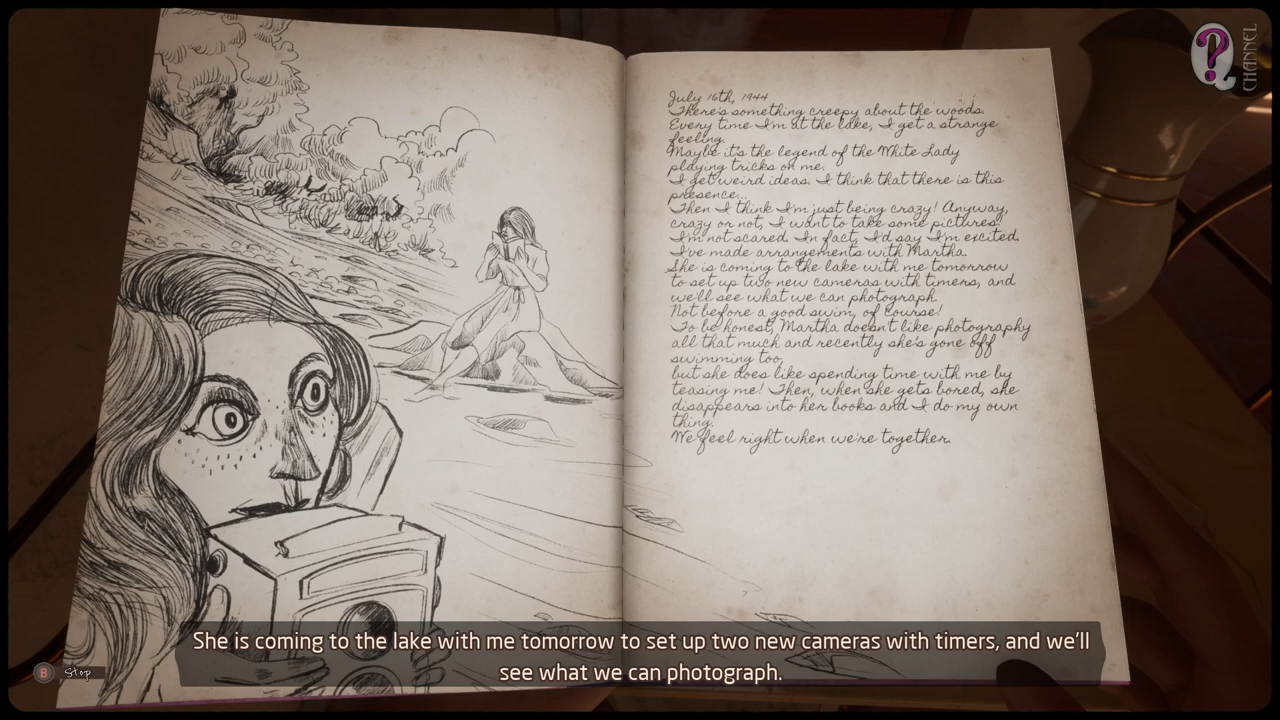 CHANNEL
July 16th, 1944
There's something creepy about the woods.
Every time I'm at the lake, I get a strange
feeling.
Maybe it's the legend of the White Lady
playing tricks on me.
I get weird ideas. I think that there is this
presence...
Then I think I'm just being crazy! Anyway,
crazy or not, I want to take some pictures.
I'm not scared. In fact, I'd say I'm excited.
I've made arrangements with Martha.
She is coming to the lake with me tomorrow
to set up two new cameras with timers, and
we'll see what we can photograph.
Not before a good swim, of course!
To be honest, Martha doesn't like photography
all that much and recently she's gone off
swimming too,
but she does like spending time with me by
teasing me! Then, when she gets bored, she
disappears into her books and I do my own
thing.
We feel right when we're together.
She is coming to the lake with me tomorrow to set up two new cameras with timers, and we'll
see what we can photograph.
B Stop